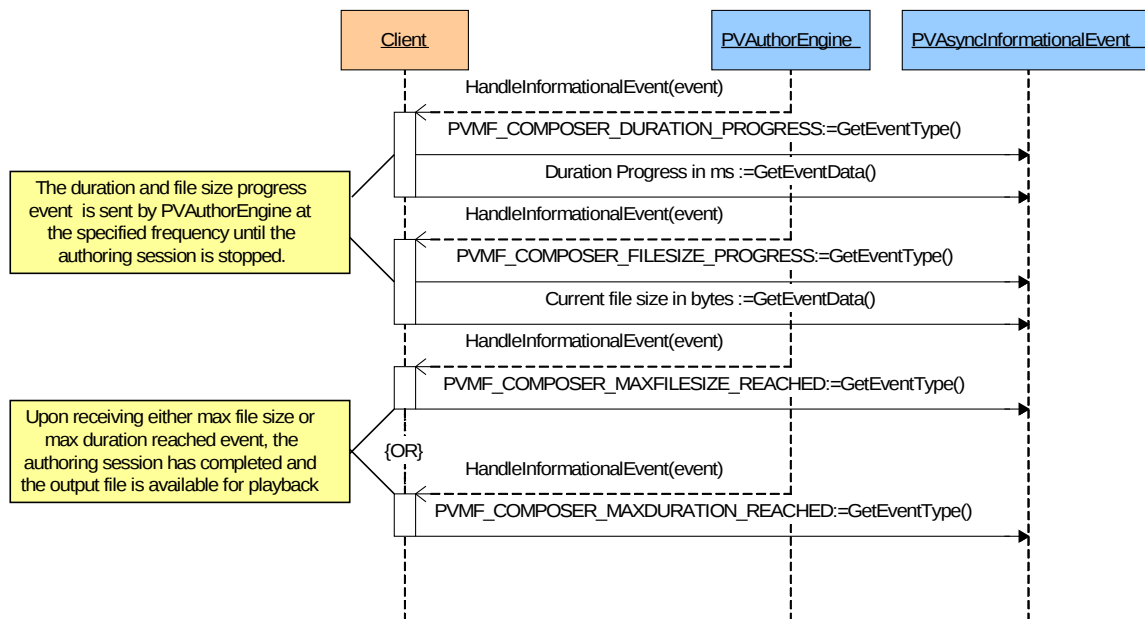 Client
PVAuthorEngine
PVAsyncInformationalEvent
HandleInformationalEvent(event)
PVMF_COMPOSER_DURATION_PROGRESS:=GetEventType()
Duration Progress in ms :=GetEventData()
The duration and file size progress
event is sent by PVAuthorEngine at
the specified frequency until the
authoring session is stopped.
HandleInformationalEvent(event)
PVMF_COMPOSER_FILESIZE_PROGRESS:=GetEventType()
Current file size in bytes :=GetEventData()
HandleInformationalEvent(event)
PVMF_COMPOSER_MAXFILESIZE_REACHED:=GetEventType()
Upon receiving either max file size or
max duration reached event, the
authoring session has completed and
the output file is available for playback
{OR}
HandleInformationalEvent(event)
PVMF_COMPOSER_MAXDURATION_REACHED:=GetEventType()